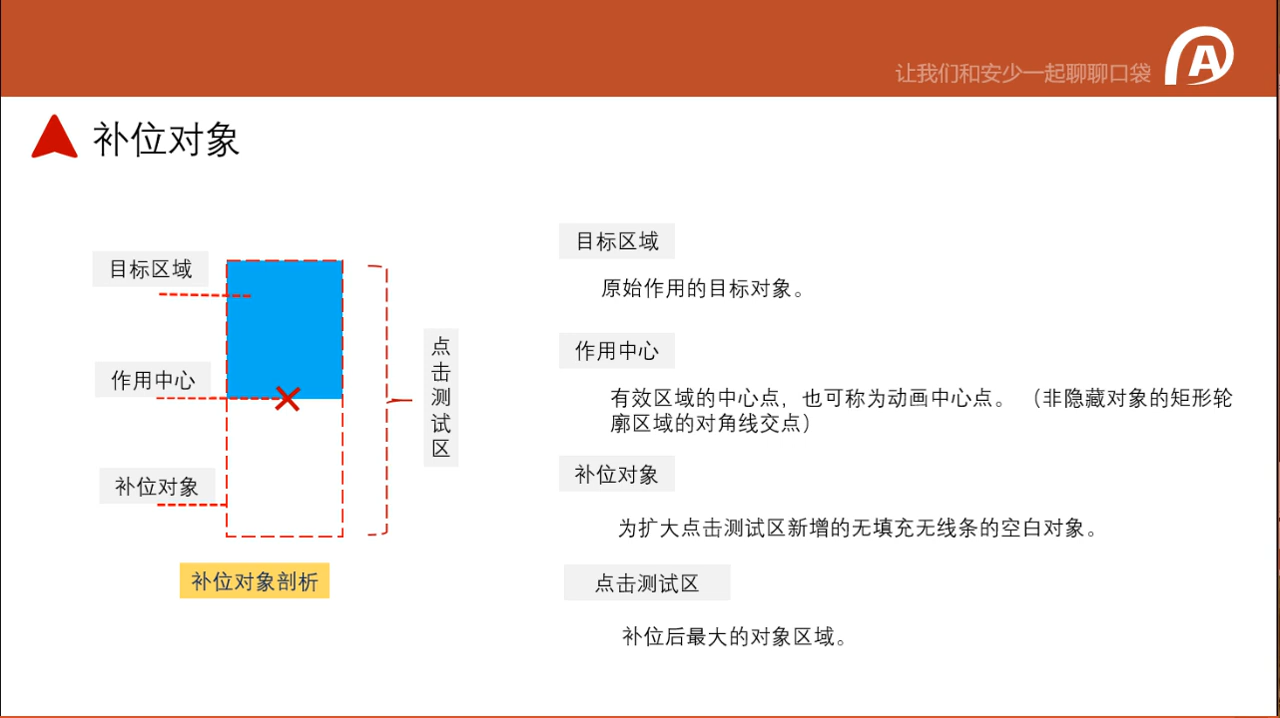 让我们和安少一起聊聊口袋
A
补位对象
目标区域
作用中心
补位对象
点击测试区
补位对象剖析
目标区域
原始作用的目标对象。
作用中心
有效区域的中心点，也可称为动画中心点。（非隐藏对象的矩形轮
廓区域的对角线交点）
补位对象
为扩大点击测试区新增的无填充无线条的空白对象。
点击测试区
补位后最大的对象区域。